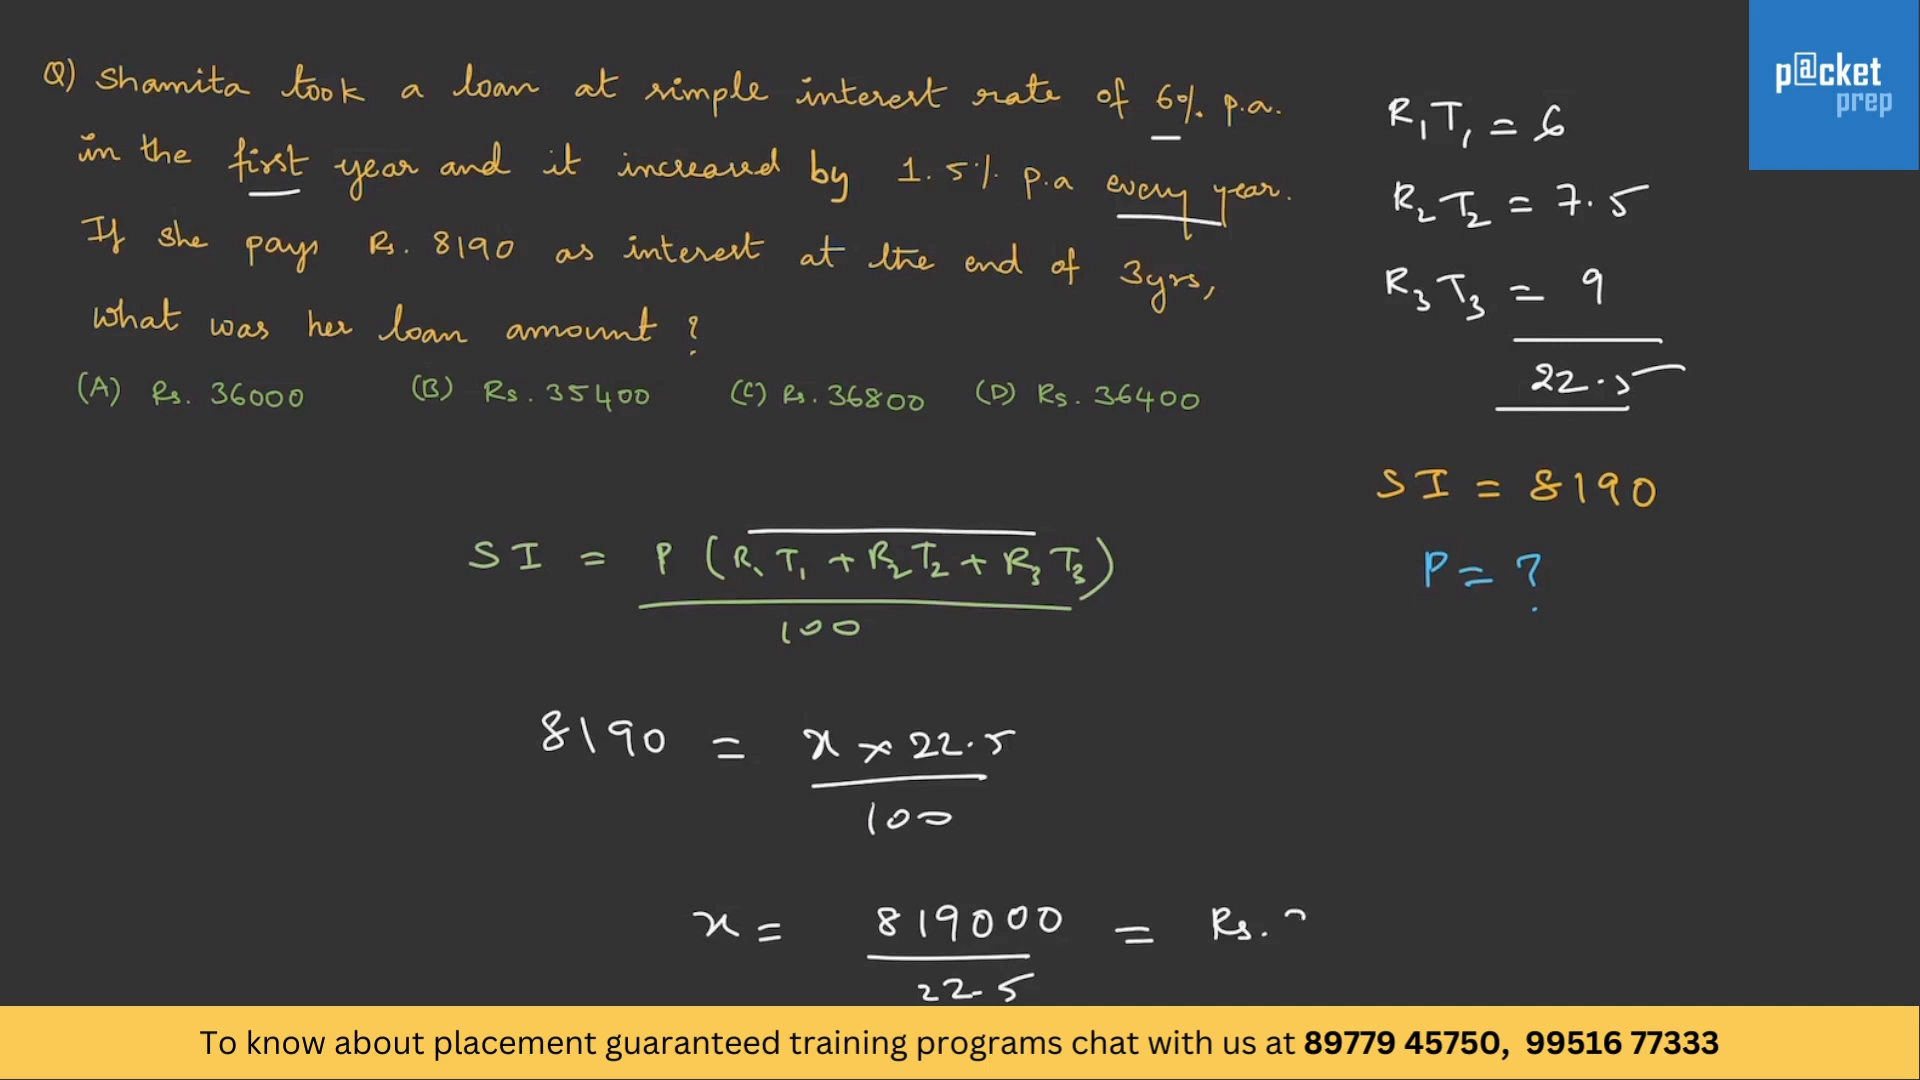 Q) Shamita took a loan at simple interest rate of 6% p.a.
in the first year and it increased by 1.5% p.a every year.
If she pays Rs. 8190 as interest at the end of 3yrs,
what was her loan amount ?
(A) Rs. 36000 (B) Rs. 35400 (C) Rs. 36800 (D) Rs. 36400
p@cket
prep
R₁T₁ = 6
R₂T₂ = 7.5
R₃T₃ = 9
22.5
SI = 8190
P = ?
SI = P (R₁T₁ + R₂T₂ + R₃T₃)
100
8190 = x × 22.5
100
x = 819000 = Rs.
22.5
To know about placement guaranteed training programs chat with us at 89779 45750, 99516 77333